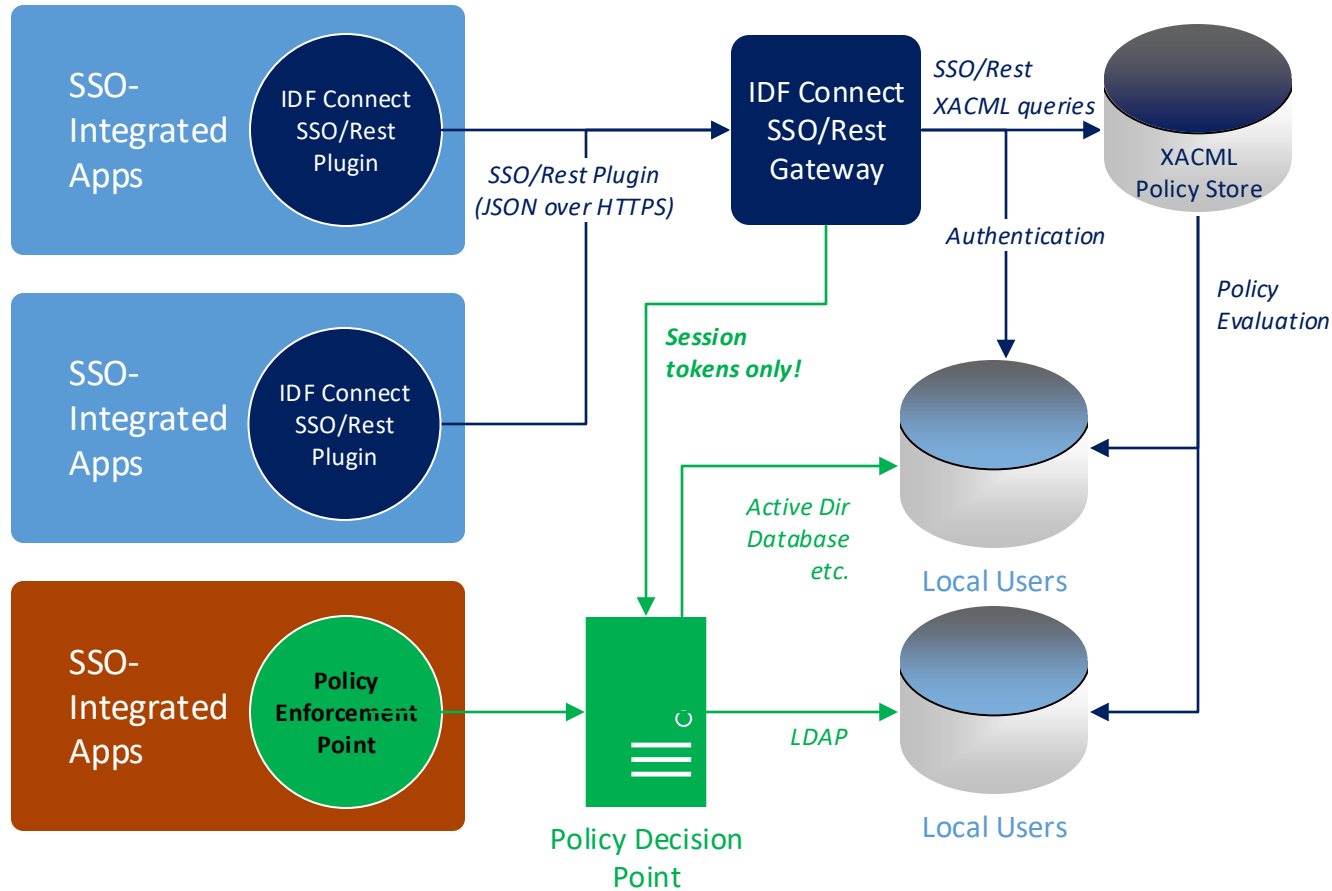 SSO-
Integrated
Apps
IDF Connect
SSO/Rest
Plugin
SSO/Rest Plugin
(JSON over HTTPS)
IDF Connect
SSO/Rest
Gateway
SSO/Rest
XACML queries
XACML
Policy Store
Authentication
Policy
Evaluation
SSO-
Integrated
Apps
IDF Connect
SSO/Rest
Plugin
Session
tokens only!
Active Dir
Database
etc.
Local Users
SSO-
Integrated
Apps
Policy
Enforcement
Point
LDAP
Policy Decision
Point
Local Users